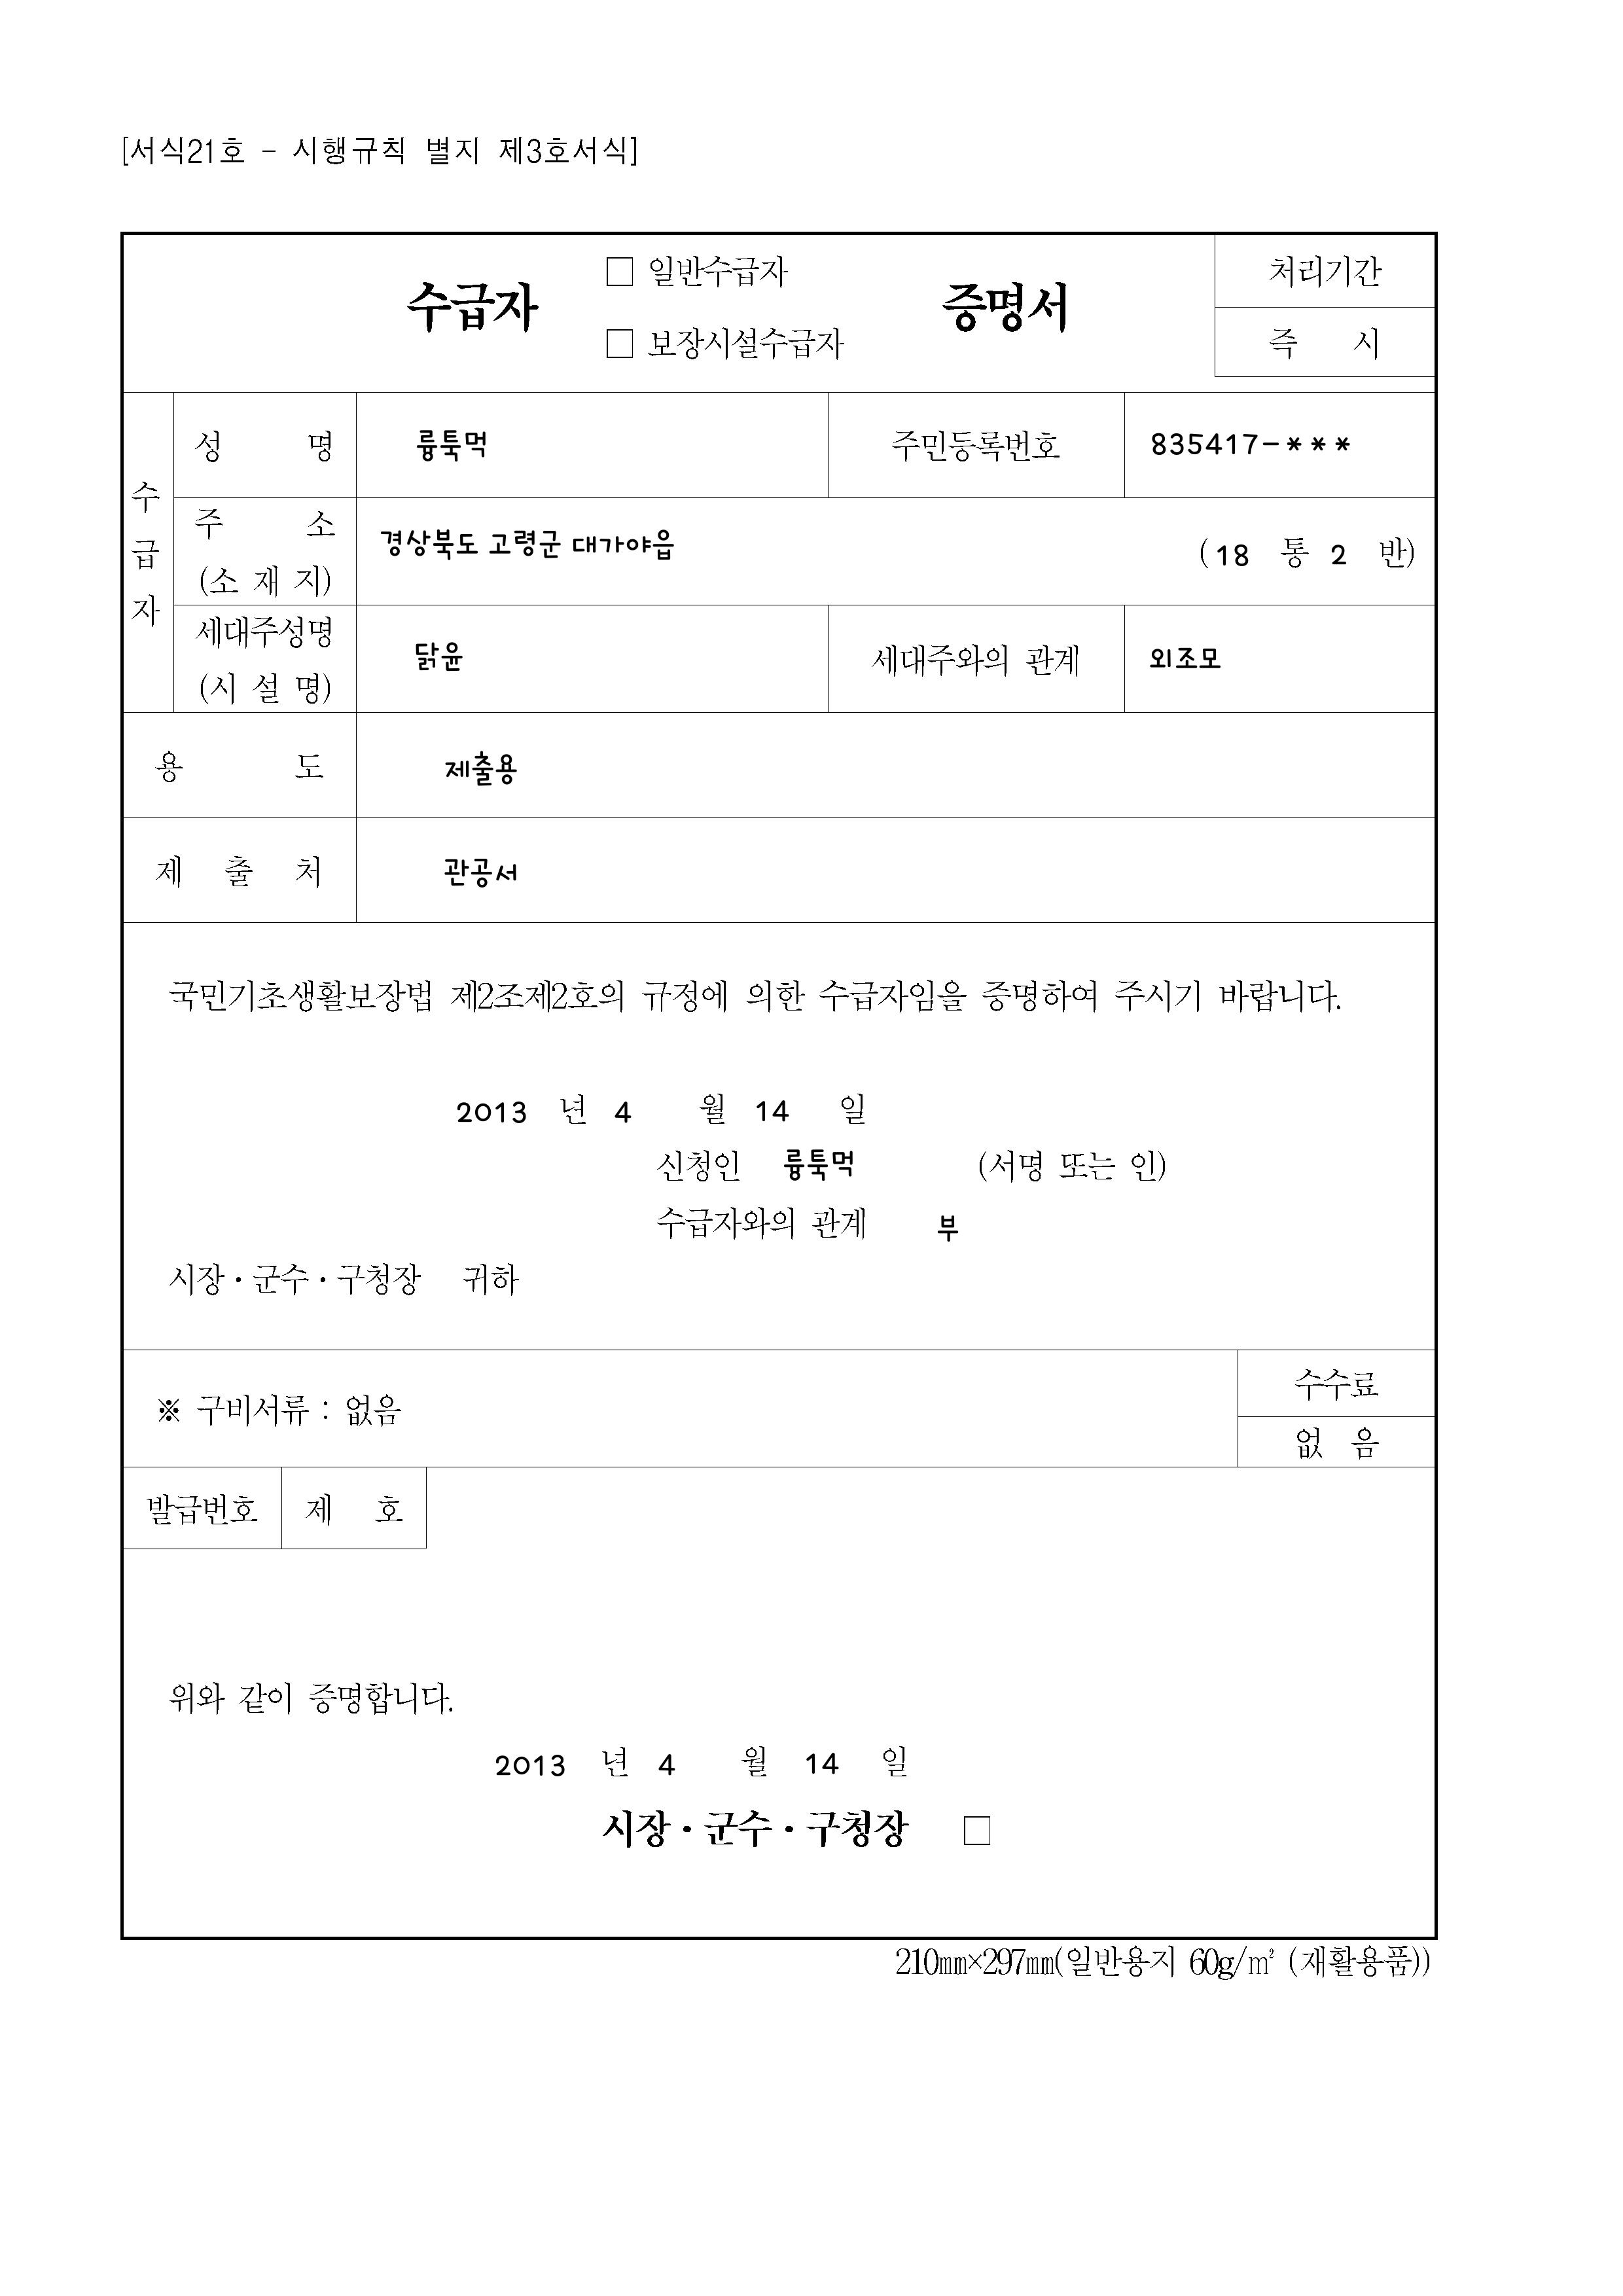 [서식21호 - 시행규칙 별지 제3호서식]
수급자 □ 일반수급자 □ 보장시설수급자 증명서
처리기간
즉 시
수급자
성 명 륭툭먹 주민등록번호 835417-***
주 소 (소 재 지) 경상북도 고령군 대가야읍 (18 통 2 반)
세대주성명 (시 설 명) 닭윤 세대주와의 관계 외조모
용 도 제출용
제 출 처 관공서
국민기초생활보장법 제2조제2호의 규정에 의한 수급자임을 증명하여 주시기 바랍니다.
2013 년 4 월 14 일
신청인 륭툭먹 (서명 또는 인)
수급자와의 관계 부
시장·군수·구청장 귀하
※ 구비서류 : 없음
수수료
없 음
발급번호 제 호
위와 같이 증명합니다.
2013 년 4 월 14 일
시장·군수·구청장 □
210㎜×297㎜(일반용지 60g/㎡ (재활용품))